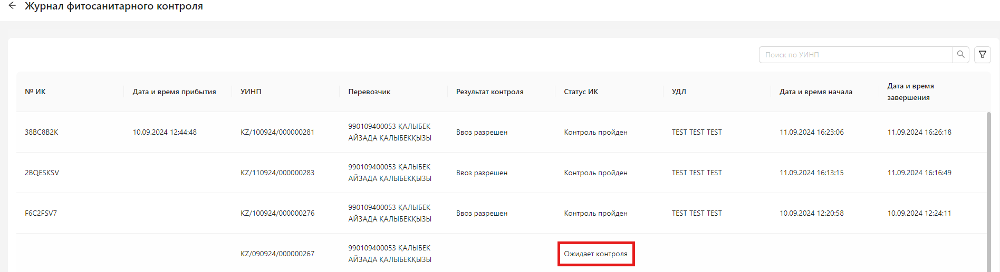 Журнал фитосанитарного контроля
Поиск по УИНП
№ ИК
Дата и время прибытия
УИНП
Перевозчик
Результат контроля
Статус ИК
УДЛ
Дата и время начала
Дата и время
завершения
38BC8B2K
10.09.2024 12:44:48
KZ/100924/000000281
990109400053 ҚАЛЫБЕК
АЙЗАДА ҚАЛЫБЕКҚЫЗЫ
Ввоз разрешен
Контроль пройден
TEST TEST TEST
11.09.2024 16:23:06
11.09.2024 16:26:18
2BQESKSV
KZ/110924/000000283
990109400053 ҚАЛЫБЕК
АЙЗАДА ҚАЛЫБЕКҚЫЗЫ
Ввоз разрешен
Контроль пройден
TEST TEST TEST
11.09.2024 16:13:15
11.09.2024 16:16:49
F6C2FSV7
KZ/100924/000000276
990109400053 ҚАЛЫБЕК
АЙЗАДА ҚАЛЫБЕКҚЫЗЫ
Ввоз разрешен
Контроль пройден
TEST TEST TEST
10.09.2024 12:20:58
10.09.2024 12:24:11
KZ/090924/000000267
990109400053 ҚАЛЫБЕК
АЙЗАДА ҚАЛЫБЕКҚЫЗЫ
Ожидает контроля